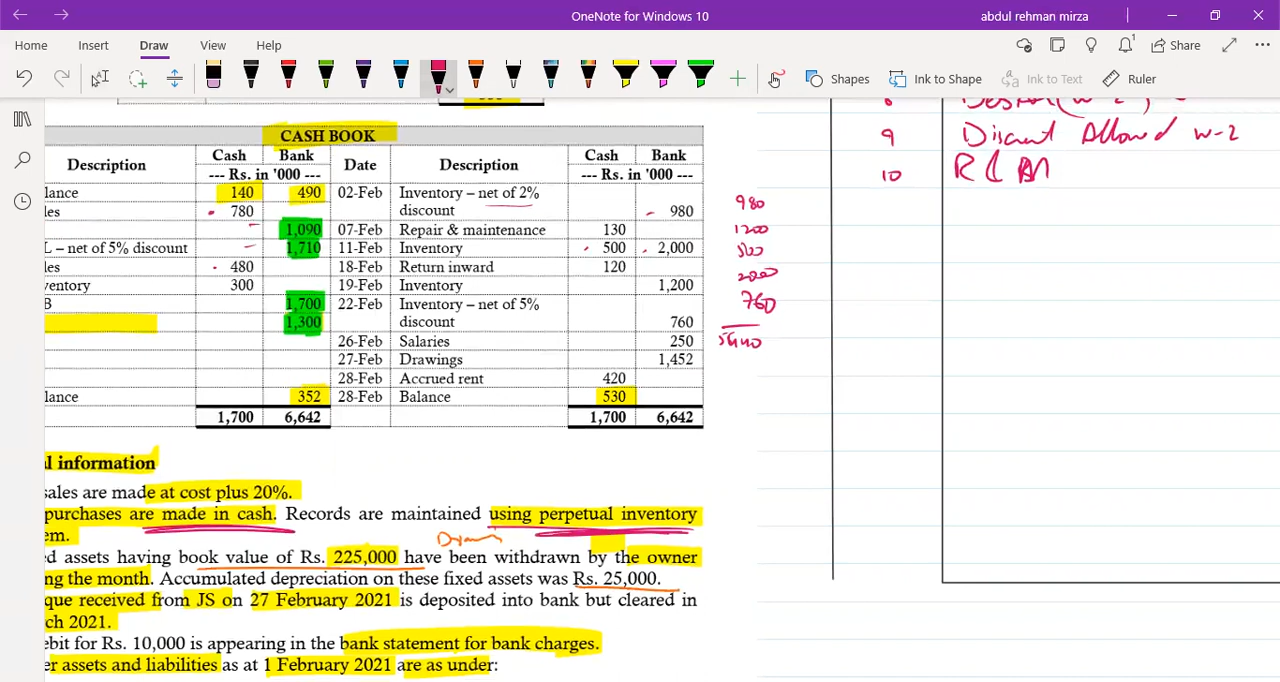 OneNote for Windows 10
abdul rehman mirza
Home Insert Draw View Help
Share
Shapes Ink to Shape Ink to Text Ruler
CASH BOOK
Description Cash Bank Date Description Cash Bank
--- Rs. in '000 --- --- Rs. in '000 ---
lance 140 490 02-Feb Inventory – net of 2%
les 780 discount 980
1,090 07-Feb Repair & maintenance 130
L – net of 5% discount 1,710 11-Feb Inventory 500 2,000
les 480 18-Feb Return inward 120
ventory 300 19-Feb Inventory 1,200
B 1,700 22-Feb Inventory – net of 5%
1,300 discount 760
26-Feb Salaries 250
27-Feb Drawings 1,452
28-Feb Accrued rent 420
lance 352 28-Feb Balance 530
1,700 6,642 1,700 6,642
al information
sales are made at cost plus 20%.
purchases are made in cash. Records are maintained using perpetual inventory
em.
ed assets having book value of Rs. 225,000 have been withdrawn by the owner
ng the month. Accumulated depreciation on these fixed assets was Rs. 25,000.
que received from JS on 27 February 2021 is deposited into bank but cleared in
ch 2021.
ebit for Rs. 10,000 is appearing in the bank statement for bank charges.
er assets and liabilities as at 1 February 2021 are as under:
980
1200
500
2000
760
5440
9 Discount Allowed w-2
10 R &